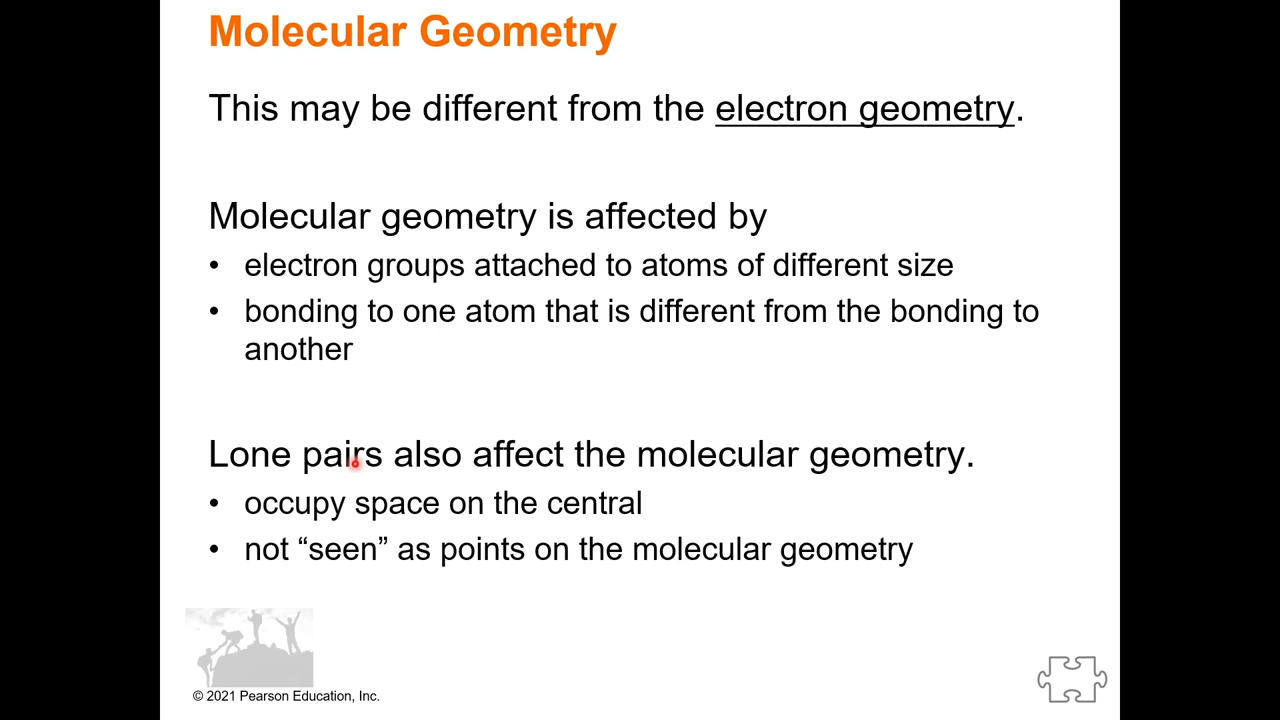 Molecular Geometry
This may be different from the electron geometry.
Molecular geometry is affected by
• electron groups attached to atoms of different size
• bonding to one atom that is different from the bonding to
another
Lone pairs also affect the molecular geometry.
• occupy space on the central
• not “seen” as points on the molecular geometry
© 2021 Pearson Education, Inc.